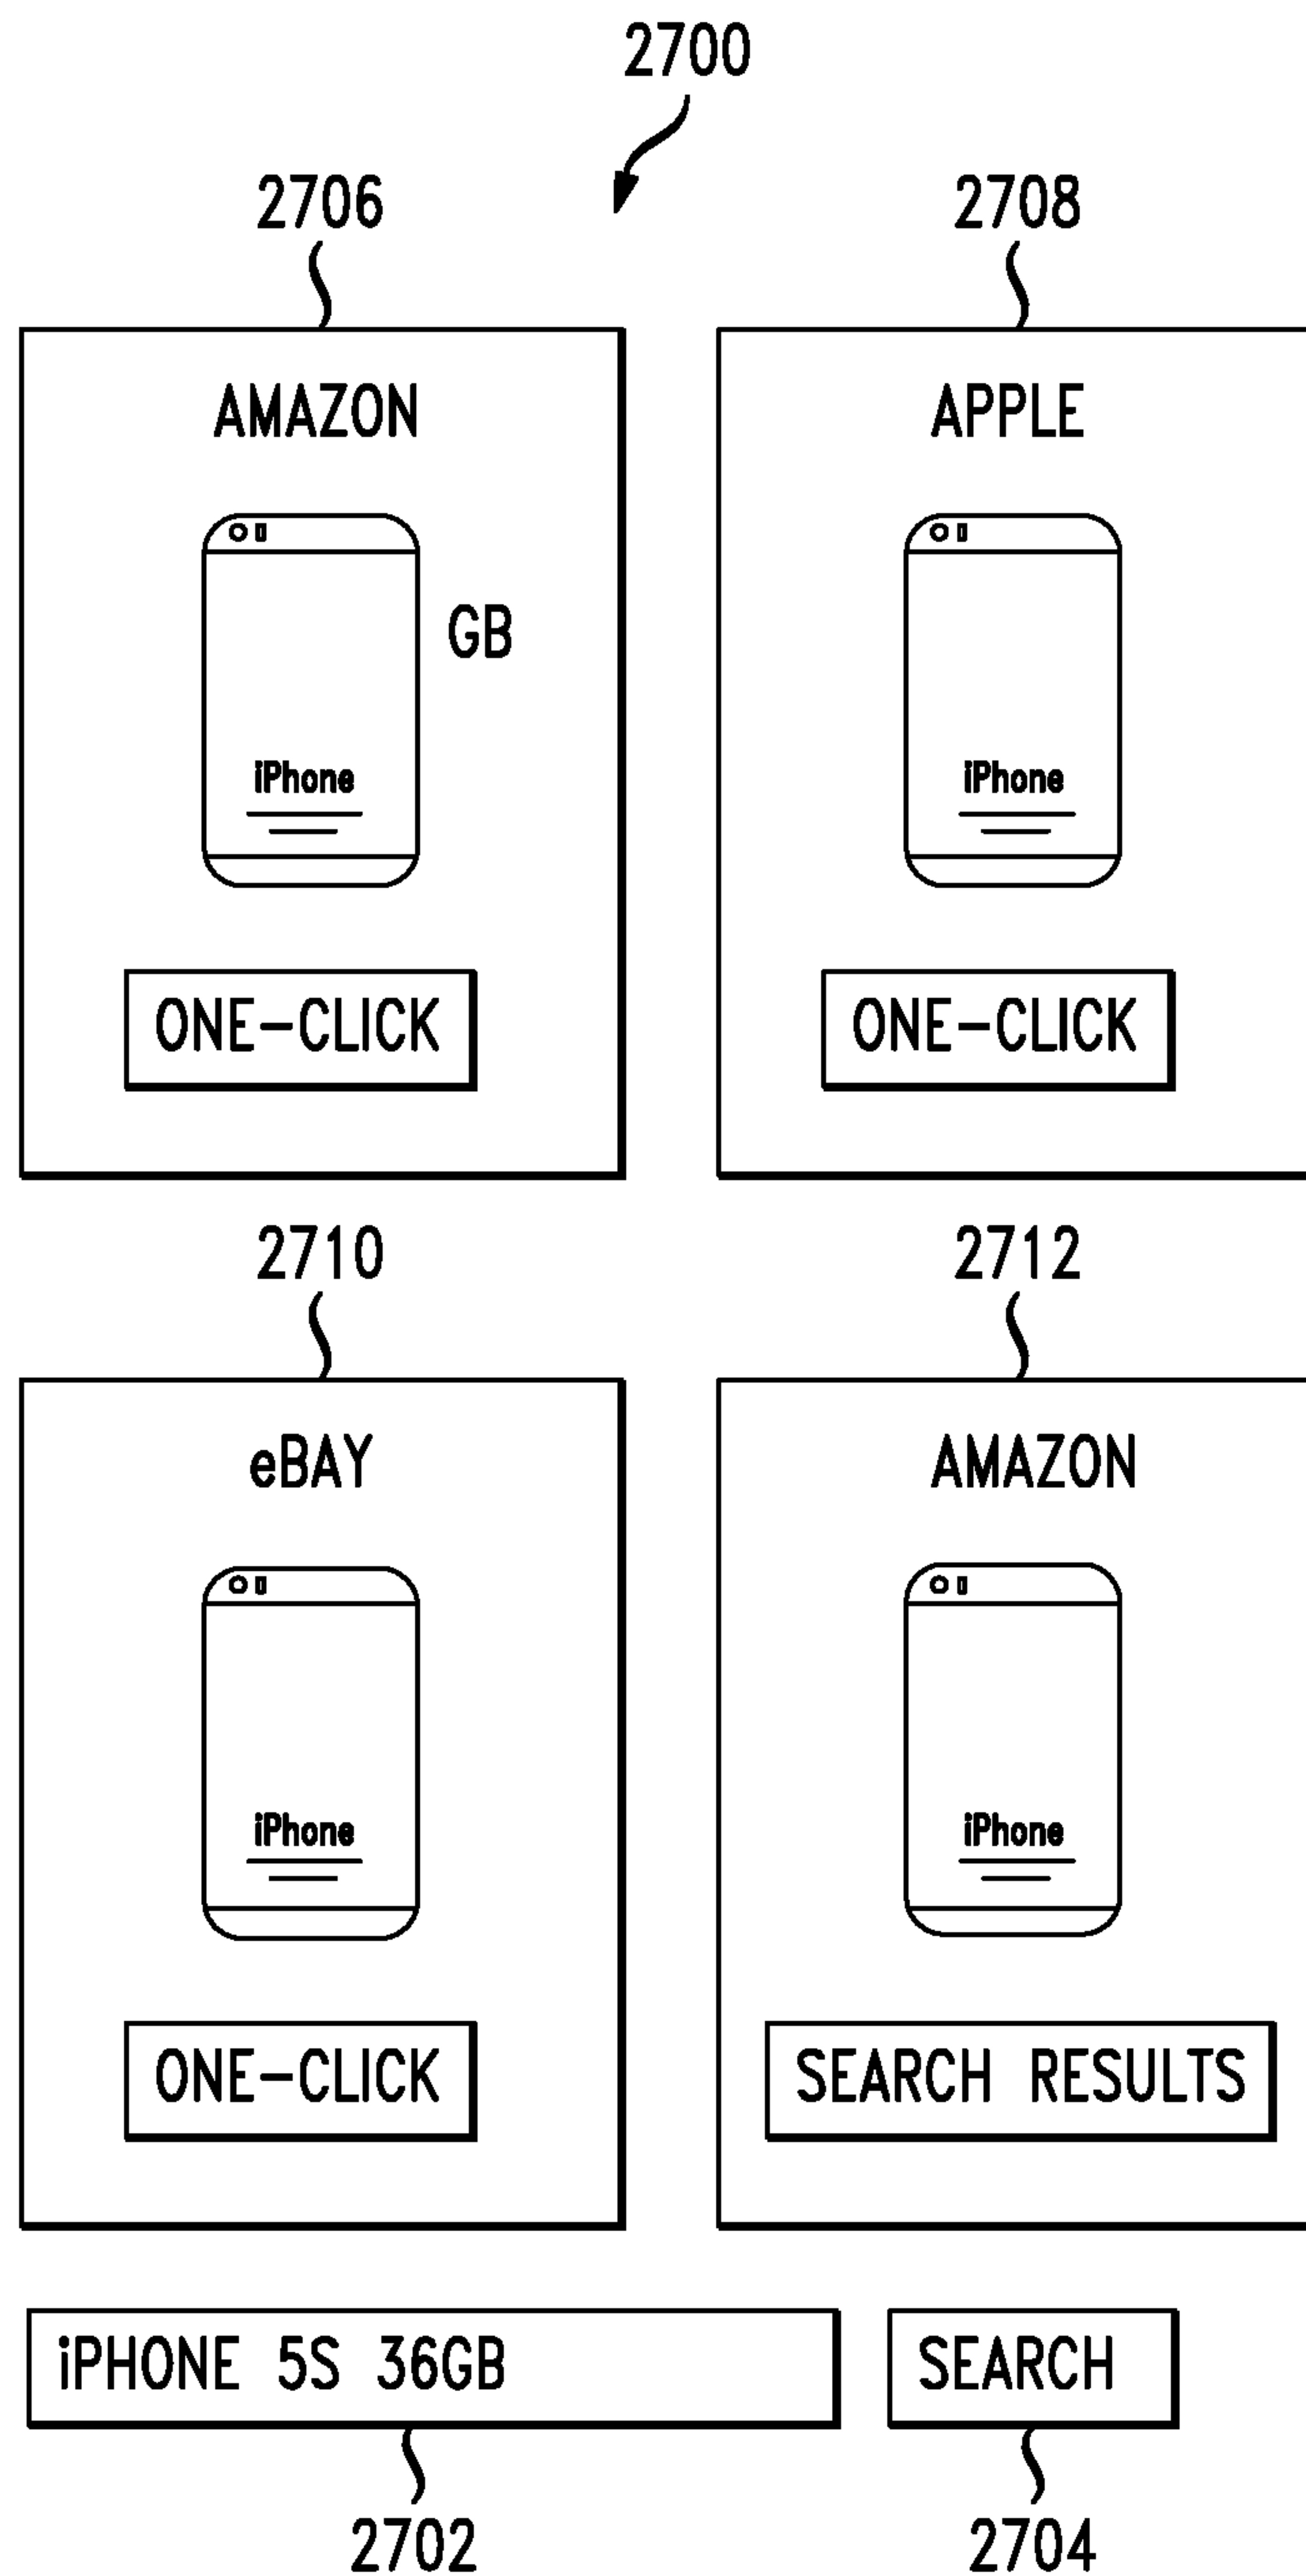 2700
2706 2708
AMAZON APPLE
GB
iPhone iPhone
ONE-CLICK ONE-CLICK
2710 2712
eBAY AMAZON
iPhone iPhone
ONE-CLICK SEARCH RESULTS
iPHONE 5S 36GB SEARCH
2702 2704